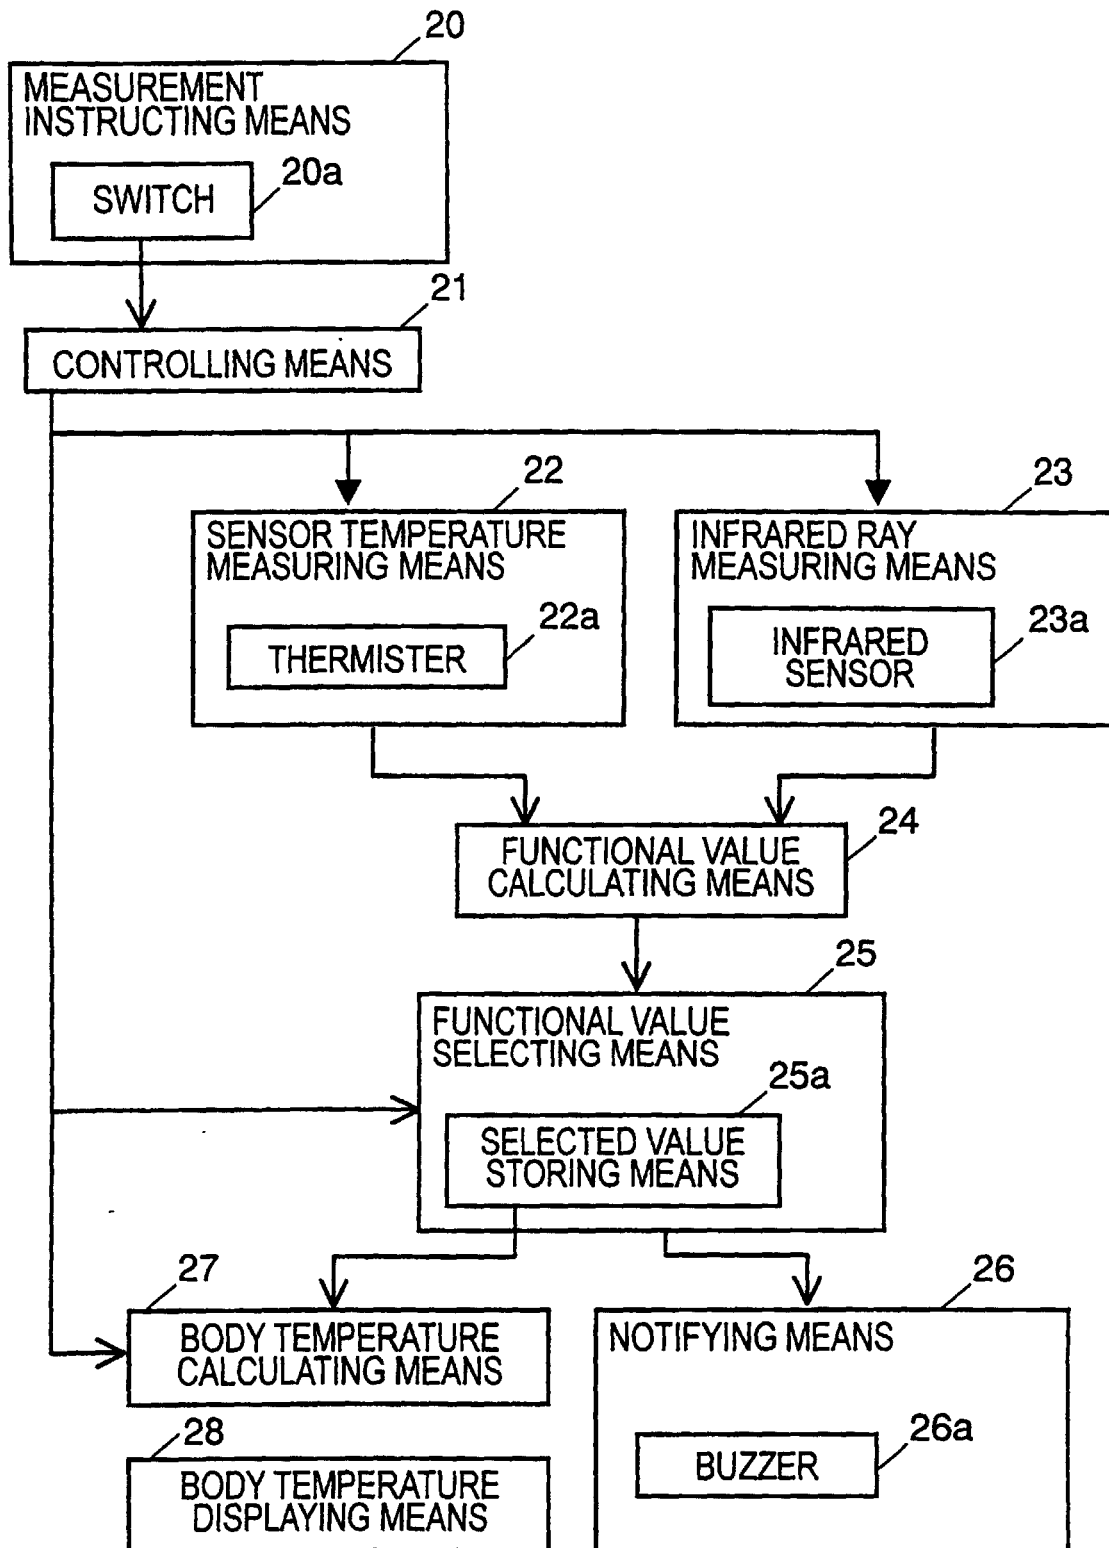 20
MEASUREMENT
INSTRUCTING MEANS
20a
SWITCH
21
CONTROLLING MEANS
22
23
SENSOR TEMPERATURE
MEASURING MEANS
INFRARED RAY
MEASURING MEANS
22a
THERMISTER
23a
INFRARED
SENSOR
24
FUNCTIONAL VALUE
CALCULATING MEANS
25
FUNCTIONAL VALUE
SELECTING MEANS
25a
SELECTED VALUE
STORING MEANS
27
26
BODY TEMPERATURE
CALCULATING MEANS
NOTIFYING MEANS
28
26a
BUZZER
BODY TEMPERATURE
DISPLAYING MEANS